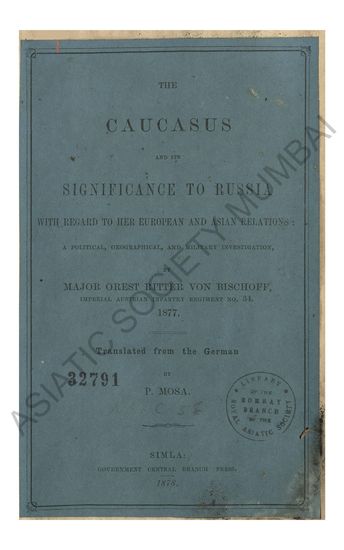 THE
CAUCASUS
AND ITS
SIGNIFICANCE TO RUSSIA
WITH REGARD TO HER EUROPEAN AND ASIAN RELATIONS:
A POLITICAL, GEOGRAPHICAL, AND MILITARY INVESTIGATION,
BY
MAJOR OREST RITTER VON BISCHOFF,
IMPERIAL AUSTRIAN INFANTRY REGIMENT NO. 34.
1877.
Translated from the German
BY
32791
P. MOSA.
C
LIBRARY
OF THE
BOMBAY
BRANCH
OF THE
ROYAL ASIATIC SOCIETY
SIMLA:
GOVERNMENT CENTRAL BRANCH PRESS.
1878.
ASIATIC SOCIETY MUMBAI